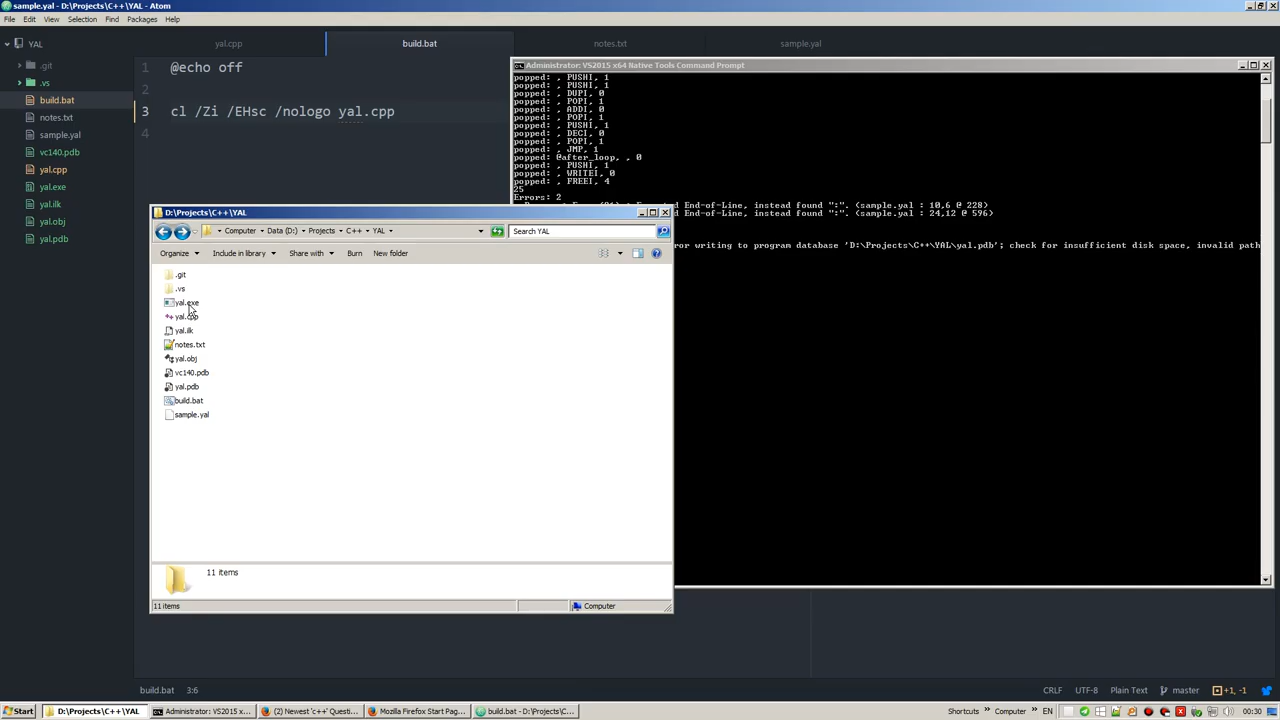 sample.yal - D:\Projects\C++\YAL - Atom
File Edit View Selection Find Packages Help
YAL
yal.cpp
build.bat
notes.txt
sample.yal
.git
.vs
build.bat
notes.txt
sample.yal
vc140.pdb
yal.cpp
yal.exe
yal.ilk
yal.obj
yal.pdb
1 @echo off
2
3 cl /Zi /EHsc /nologo yal.cpp
4
Administrator: VS2015 x64 Native Tools Command Prompt
popped: , PUSHI, 1
popped: , PUSHI, 1
popped: , DUPI, 0
popped: , POPI, 1
popped: , ADDI, 0
popped: , POPI, 1
popped: , PUSHI, 1
popped: , DECI, 0
popped: , POPI, 1
popped: , JMP, 1
popped: @after_loop, , 0
popped: , PUSHI, 1
popped: , WRITEI, 0
popped: , FREEI, 4
25
Errors: 2
End-of-Line, instead found ":". (sample.yal : 10,6 @ 228)
End-of-Line, instead found ":". (sample.yal : 24,12 @ 596)
error writing to program database 'D:\Projects\C++\YAL\yal.pdb'; check for insufficient disk space, invalid path
D:\Projects\C++\YAL
Computer Data (D:) Projects C++ YAL
Search YAL
Organize Include in library Share with Burn New folder
.git
.vs
yal.exe
yal.cpp
yal.ilk
notes.txt
yal.obj
vc140.pdb
yal.pdb
build.bat
sample.yal
11 items
11 items
Computer
build.bat 3:6
CRLF UTF-8 Plain Text master +1, -1
Start
D:\Projects\C++\YAL
Administrator: VS2015 x...
(2) Newest 'c++' Questi...
Mozilla Firefox Start Pag...
build.bat - D:\Projects\C...
Shortcuts » Computer » EN
00:30